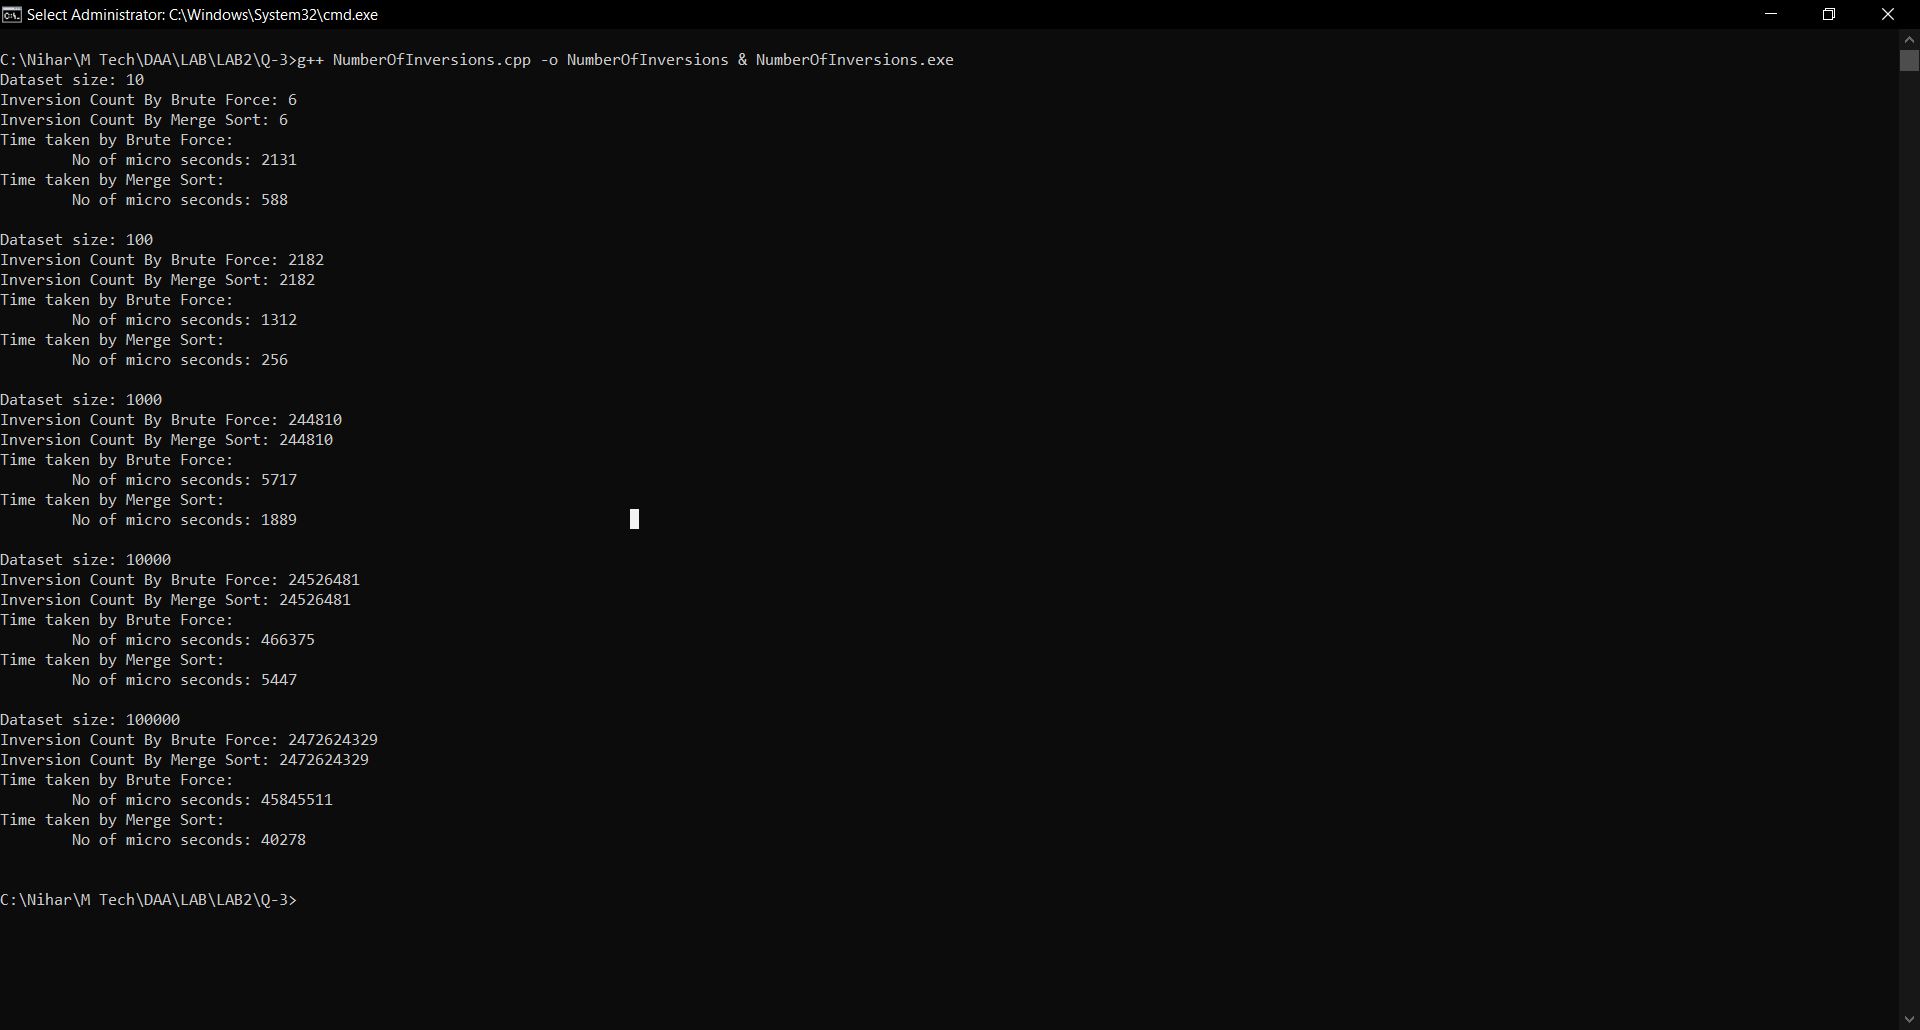 Select Administrator: C:\Windows\System32\cmd.exe
C:\Nihar\M Tech\DAA\LAB\LAB2\Q-3>g++ NumberOfInversions.cpp -o NumberOfInversions & NumberOfInversions.exe
Dataset size: 10
Inversion Count By Brute Force: 6
Inversion Count By Merge Sort: 6
Time taken by Brute Force:
        No of micro seconds: 2131
Time taken by Merge Sort:
        No of micro seconds: 588
Dataset size: 100
Inversion Count By Brute Force: 2182
Inversion Count By Merge Sort: 2182
Time taken by Brute Force:
        No of micro seconds: 1312
Time taken by Merge Sort:
        No of micro seconds: 256
Dataset size: 1000
Inversion Count By Brute Force: 244810
Inversion Count By Merge Sort: 244810
Time taken by Brute Force:
        No of micro seconds: 5717
Time taken by Merge Sort:
        No of micro seconds: 1889
Dataset size: 10000
Inversion Count By Brute Force: 24526481
Inversion Count By Merge Sort: 24526481
Time taken by Brute Force:
        No of micro seconds: 466375
Time taken by Merge Sort:
        No of micro seconds: 5447
Dataset size: 100000
Inversion Count By Brute Force: 2472624329
Inversion Count By Merge Sort: 2472624329
Time taken by Brute Force:
        No of micro seconds: 45845511
Time taken by Merge Sort:
        No of micro seconds: 40278
C:\Nihar\M Tech\DAA\LAB\LAB2\Q-3>